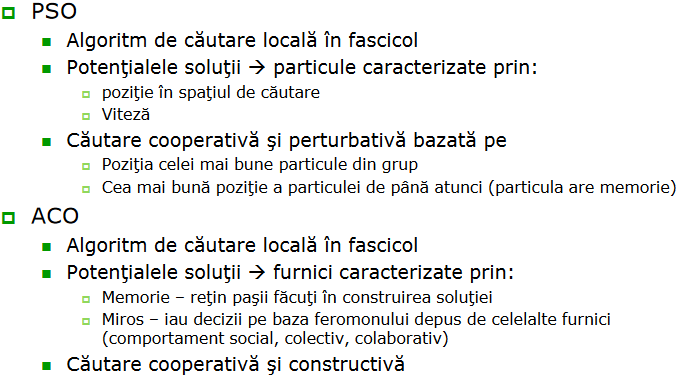 PSO
Algoritm de căutare locală în fascicol
Potenţialele soluţii → particule caracterizate prin:
poziţie în spaţiul de căutare
Viteză
Căutare cooperativă şi perturbativă bazată pe
Poziţia celei mai bune particule din grup
Cea mai bună poziţie a particulei de până atunci (particula are memorie)
ACO
Algoritm de căutare locală în fascicol
Potenţialele soluţii → furnici caracterizate prin:
Memorie – reţin paşii făcuţi în construirea soluţiei
Miros – iau decizii pe baza feromonului depus de celelalte furnici
(comportament social, colectiv, colaborativ)
Căutare cooperativă şi constructivă